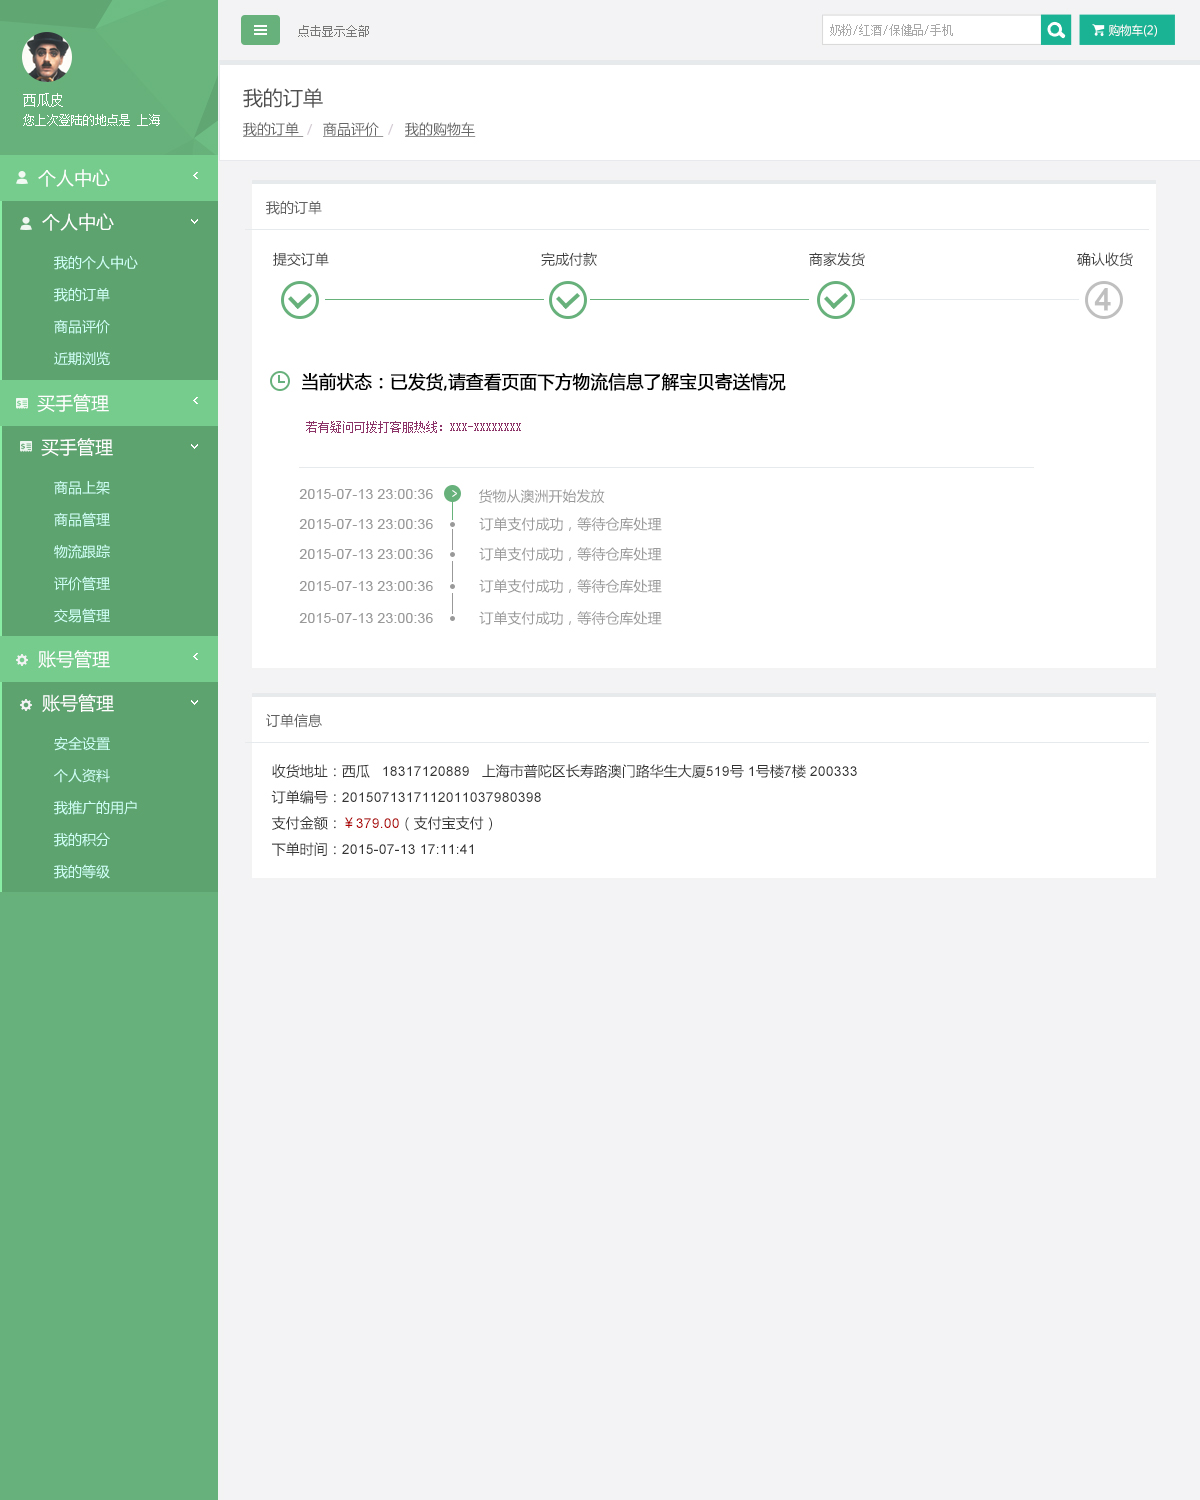 点击显示全部
奶粉/红酒/保健品/手机
购物车(2)
西瓜皮
您上次登陆的地点是 上海
个人中心
个人中心
我的个人中心
我的订单
商品评价
近期浏览
买手管理
买手管理
商品上架
商品管理
物流跟踪
评价管理
交易管理
账号管理
账号管理
安全设置
个人资料
我推广的用户
我的积分
我的等级
我的订单
我的订单 / 商品评价 / 我的购物车
我的订单
提交订单 完成付款 商家发货 确认收货
4
当前状态：已发货,请查看页面下方物流信息了解宝贝寄送情况
若有疑问可拨打客服热线：xxx-xxxxxxxx
2015-07-13 23:00:36 货物从澳洲开始发放
2015-07-13 23:00:36 订单支付成功，等待仓库处理
2015-07-13 23:00:36 订单支付成功，等待仓库处理
2015-07-13 23:00:36 订单支付成功，等待仓库处理
2015-07-13 23:00:36 订单支付成功，等待仓库处理
订单信息
收货地址：西瓜 18317120889 上海市普陀区长寿路澳门路华生大厦519号 1号楼7楼 200333
订单编号：2015071317112011037980398
支付金额：￥379.00（支付宝支付）
下单时间：2015-07-13 17:11:41